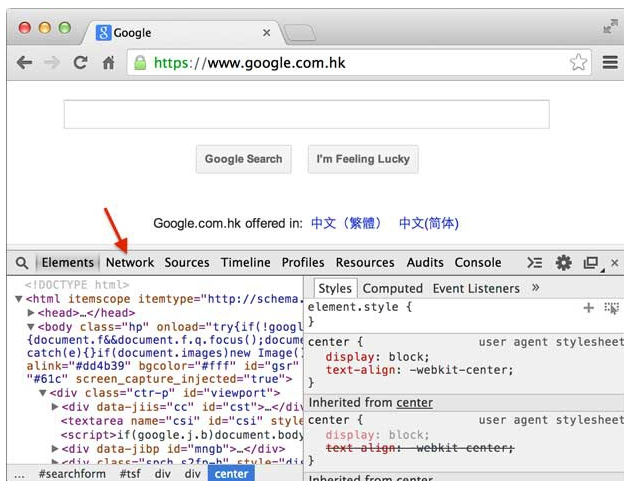 Google
https://www.google.com.hk
Google Search I'm Feeling Lucky
Google.com.hk offered in: 中文（繁體） 中文(简体)
Elements Network Sources Timeline Profiles Resources Audits Console
<!DOCTYPE html>
▼<html itemscope itemtype="http://schema.
▶<head>…</head>
▼<body class="hp" onload="try{if(!googl
{document.f&&document.f.q.focus();docume
catch(e){}if(document.images)new Image()
alink="#dd4b39" bgcolor="#fff" id="gsr"
"#61c" screen_capture_injected="true">
▼<div class="ctr-p" id="viewport">
▶<div data-jiis="cc" id="cst">…</div
<textarea name="csi" id="csi" style
<script>if(google.j.b)document.body
▶<div data-jibp id="mngb">…</div>
▶<div class="spch s2fp-h" style="dis
... #searchform #tsf div div center
Styles Computed Event Listeners »
element.style {
}
center { user agent stylesheet
display: block;
text-align: -webkit-center;
}
Inherited from center
center { user agent stylesheet
display: block;
text-align: -webkit-center;
}
Inherited from center